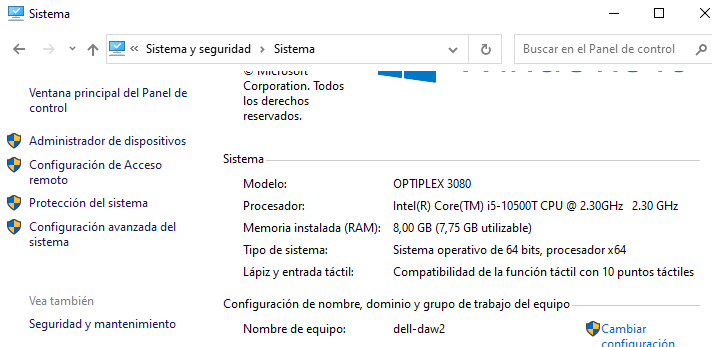 Sistema
Sistema y seguridad
Sistema
Buscar en el Panel de control
Ventana principal del Panel de
control
Administrador de dispositivos
Configuración de Acceso
remoto
Protección del sistema
Configuración avanzada del
sistema
Vea también
Seguridad y mantenimiento
© Microsoft
Corporation. Todos
los derechos
reservados.
Sistema
Modelo: OPTIPLEX 3080
Procesador: Intel(R) Core(TM) i5-10500T CPU @ 2.30GHz 2.30 GHz
Memoria instalada (RAM): 8,00 GB (7,75 GB utilizable)
Tipo de sistema: Sistema operativo de 64 bits, procesador x64
Lápiz y entrada táctil: Compatibilidad de la función táctil con 10 puntos táctiles
Configuración de nombre, dominio y grupo de trabajo del equipo
Nombre de equipo: dell-daw2 Cambiar
configuración